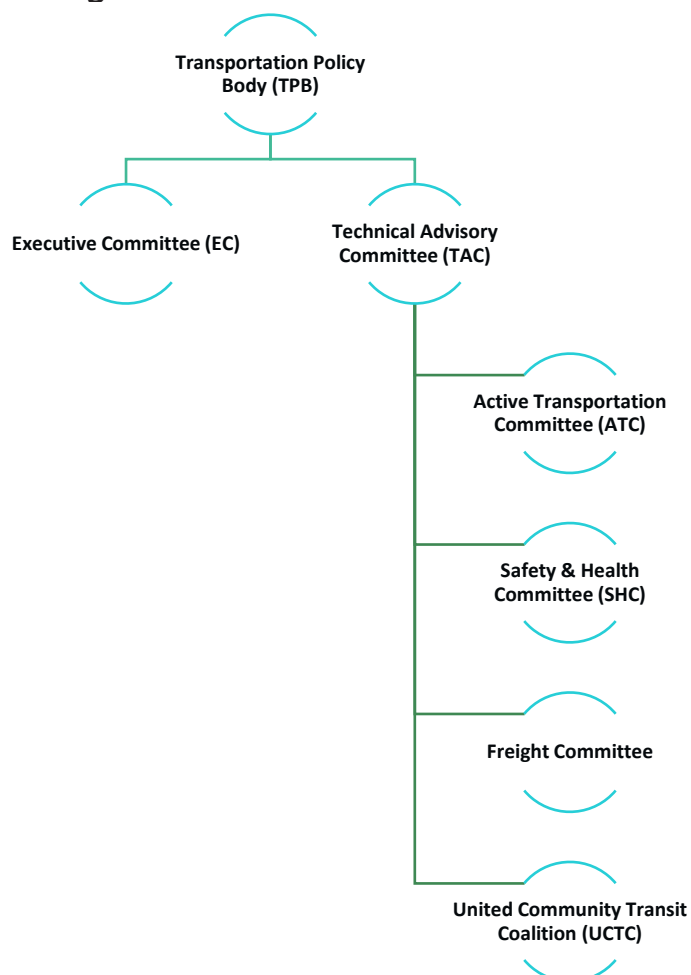 Transportation Policy
Body (TPB)
Executive Committee (EC)
Technical Advisory
Committee (TAC)
Active Transportation
Committee (ATC)
Safety & Health
Committee (SHC)
Freight Committee
United Community Transit
Coalition (UCTC)